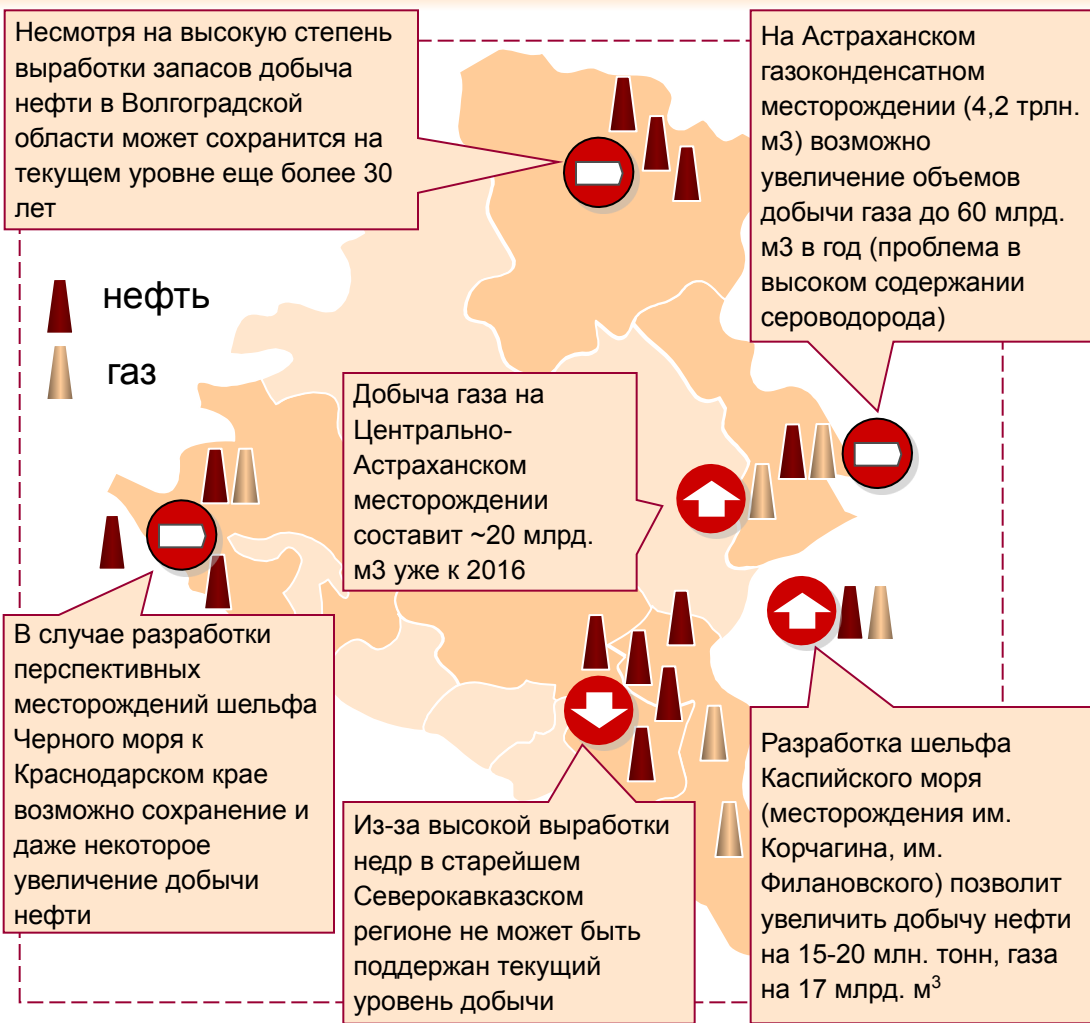 Несмотря на высокую степень
выработки запасов добыча
нефти в Волгоградской
области может сохранится на
текущем уровне еще более 30
лет
На Астраханском
газоконденсатном
месторождении (4,2 трлн.
м3) возможно
увеличение объемов
добычи газа до 60 млрд.
м3 в год (проблема в
высоком содержании
сероводорода)
нефть
газ
Добыча газа на
Центрально-
Астраханском
месторождении
составит ~20 млрд.
м3 уже к 2016
В случае разработки
перспективных
месторождений шельфа
Черного моря к
Краснодарском крае
возможно сохранение и
даже некоторое
увеличение добычи
нефти
Из-за высокой выработки
недр в старейшем
Северокавказском
регионе не может быть
поддержан текущий
уровень добычи
Разработка шельфа
Каспийского моря
(месторождения им.
Корчагина, им.
Филановского) позволит
увеличить добычу нефти
на 15-20 млн. тонн, газа
на 17 млрд. м³